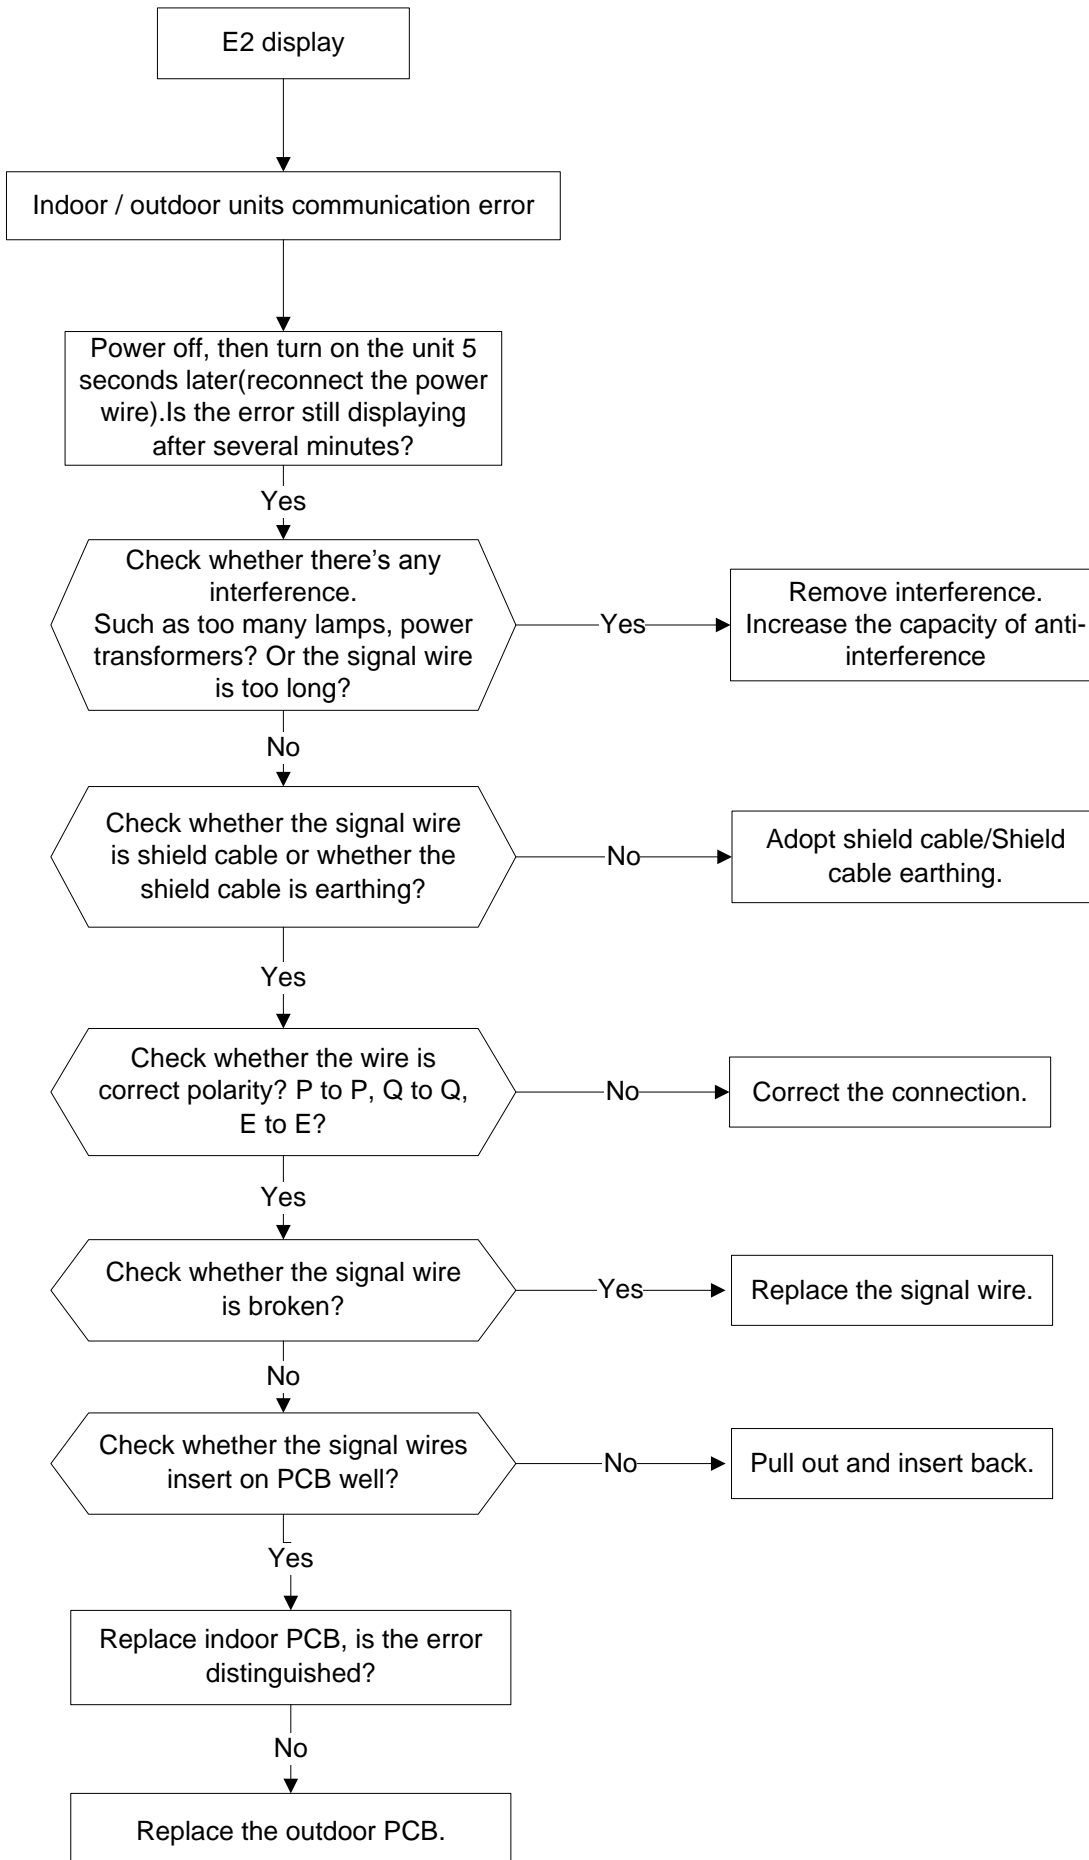 E2 display
Indoor / outdoor units communication error
Power off, then turn on the unit 5
seconds later(reconnect the power
wire).Is the error still displaying
after several minutes?
Yes
Check whether there's any
interference.
Such as too many lamps, power
transformers? Or the signal wire
is too long?
Yes
Remove interference.
Increase the capacity of anti-
interference
No
Check whether the signal wire
is shield cable or whether the
shield cable is earthing?
No
Adopt shield cable/Shield
cable earthing.
Yes
Check whether the wire is
correct polarity? P to P, Q to Q,
E to E?
No
Correct the connection.
Yes
Check whether the signal wire
is broken?
Yes
Replace the signal wire.
No
Check whether the signal wires
insert on PCB well?
No
Pull out and insert back.
Yes
Replace indoor PCB, is the error
distinguished?
No
Replace the outdoor PCB.